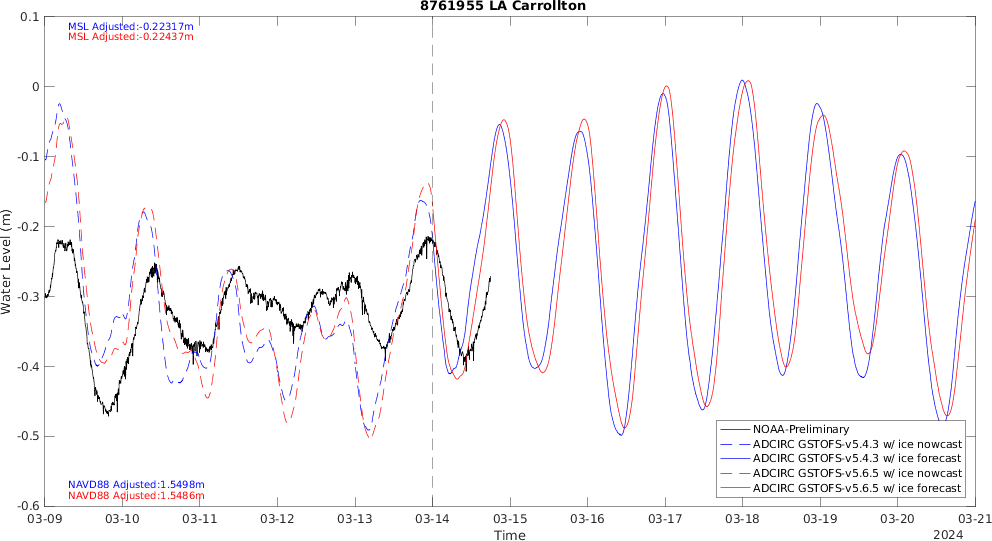 8761955 LA Carrollton
MSL Adjusted:-0.22317m
MSL Adjusted:-0.22437m
0.1
0
-0.1
-0.2
-0.3
-0.4
-0.5
-0.6
Water Level (m)
NAVD88 Adjusted:1.5498m
NAVD88 Adjusted:1.5486m
NOAA-Preliminary
ADCIRC GSTOFS-v5.4.3 w/ ice nowcast
ADCIRC GSTOFS-v5.4.3 w/ ice forecast
ADCIRC GSTOFS-v5.6.5 w/ ice nowcast
ADCIRC GSTOFS-v5.6.5 w/ ice forecast
03-09 03-10 03-11 03-12 03-13 03-14 03-15 03-16 03-17 03-18 03-19 03-20 03-21
Time
2024